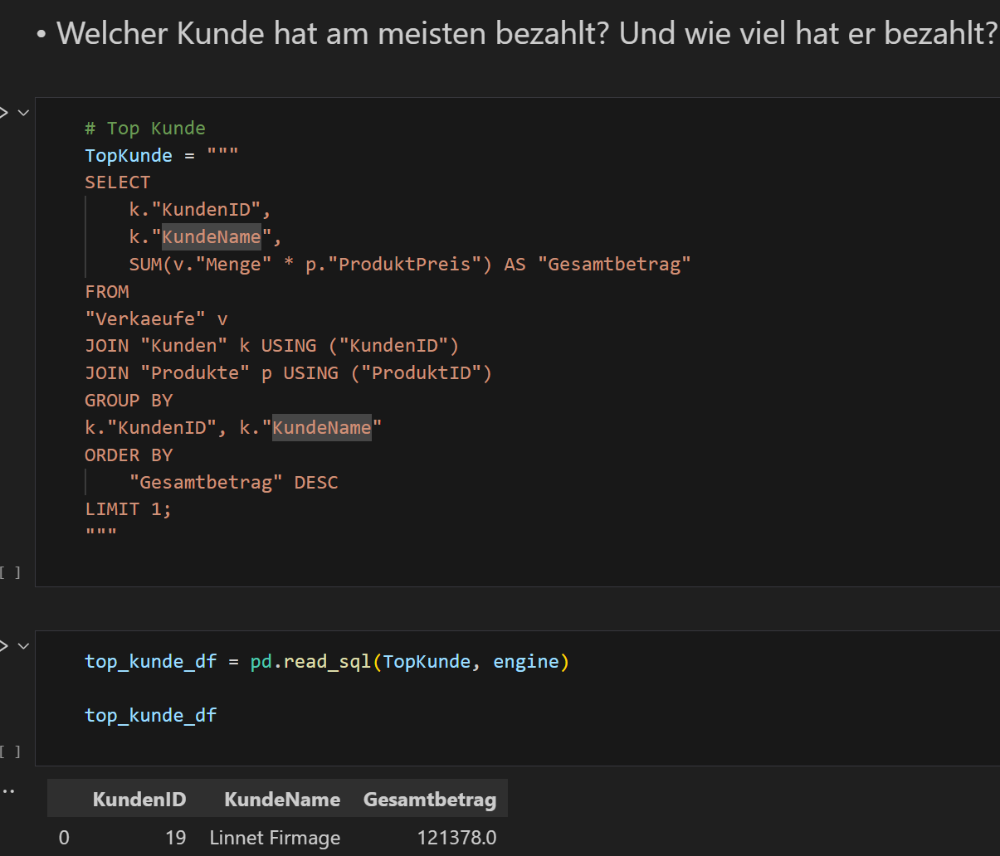 • Welcher Kunde hat am meisten bezahlt? Und wie viel hat er bezahlt?
# Top Kunde
TopKunde = """
SELECT
    k."KundenID",
    k."KundeName",
    SUM(v."Menge" * p."ProduktPreis") AS "Gesamtbetrag"
FROM
"Verkaeufe" v
JOIN "Kunden" k USING ("KundenID")
JOIN "Produkte" p USING ("ProduktID")
GROUP BY
k."KundenID", k."KundeName"
ORDER BY
    "Gesamtbetrag" DESC
LIMIT 1;
"""
[ ]
top_kunde_df = pd.read_sql(TopKunde, engine)
top_kunde_df
[ ]
KundenID KundeName Gesamtbetrag
0 19 Linnet Firmage 121378.0